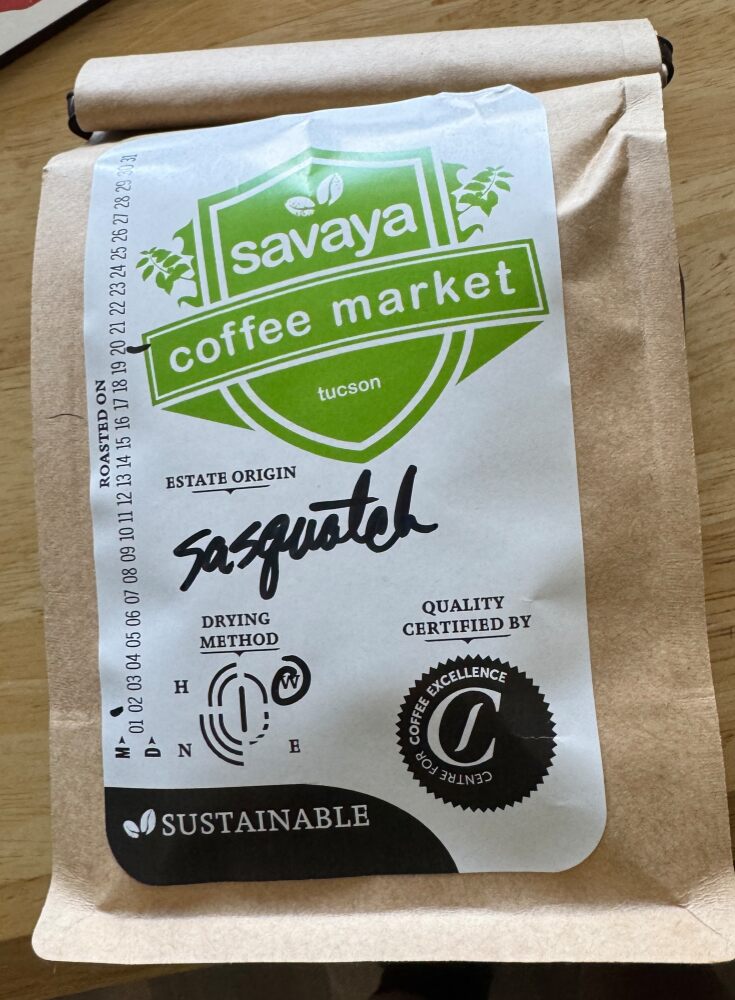 savaya
coffee market
tucson
ROASTED ON
M> 01 02 03 04 05 06 07 08 09 10 11 12 13 14 15 16 17 18 19 20 21 22 23 24 25 26 27 28 29 30 31
D>
ESTATE ORIGIN
sasquatch
DRYING
METHOD
H W
N E
QUALITY
CERTIFIED BY
CENTRE FOR COFFEE EXCELLENCE
SUSTAINABLE